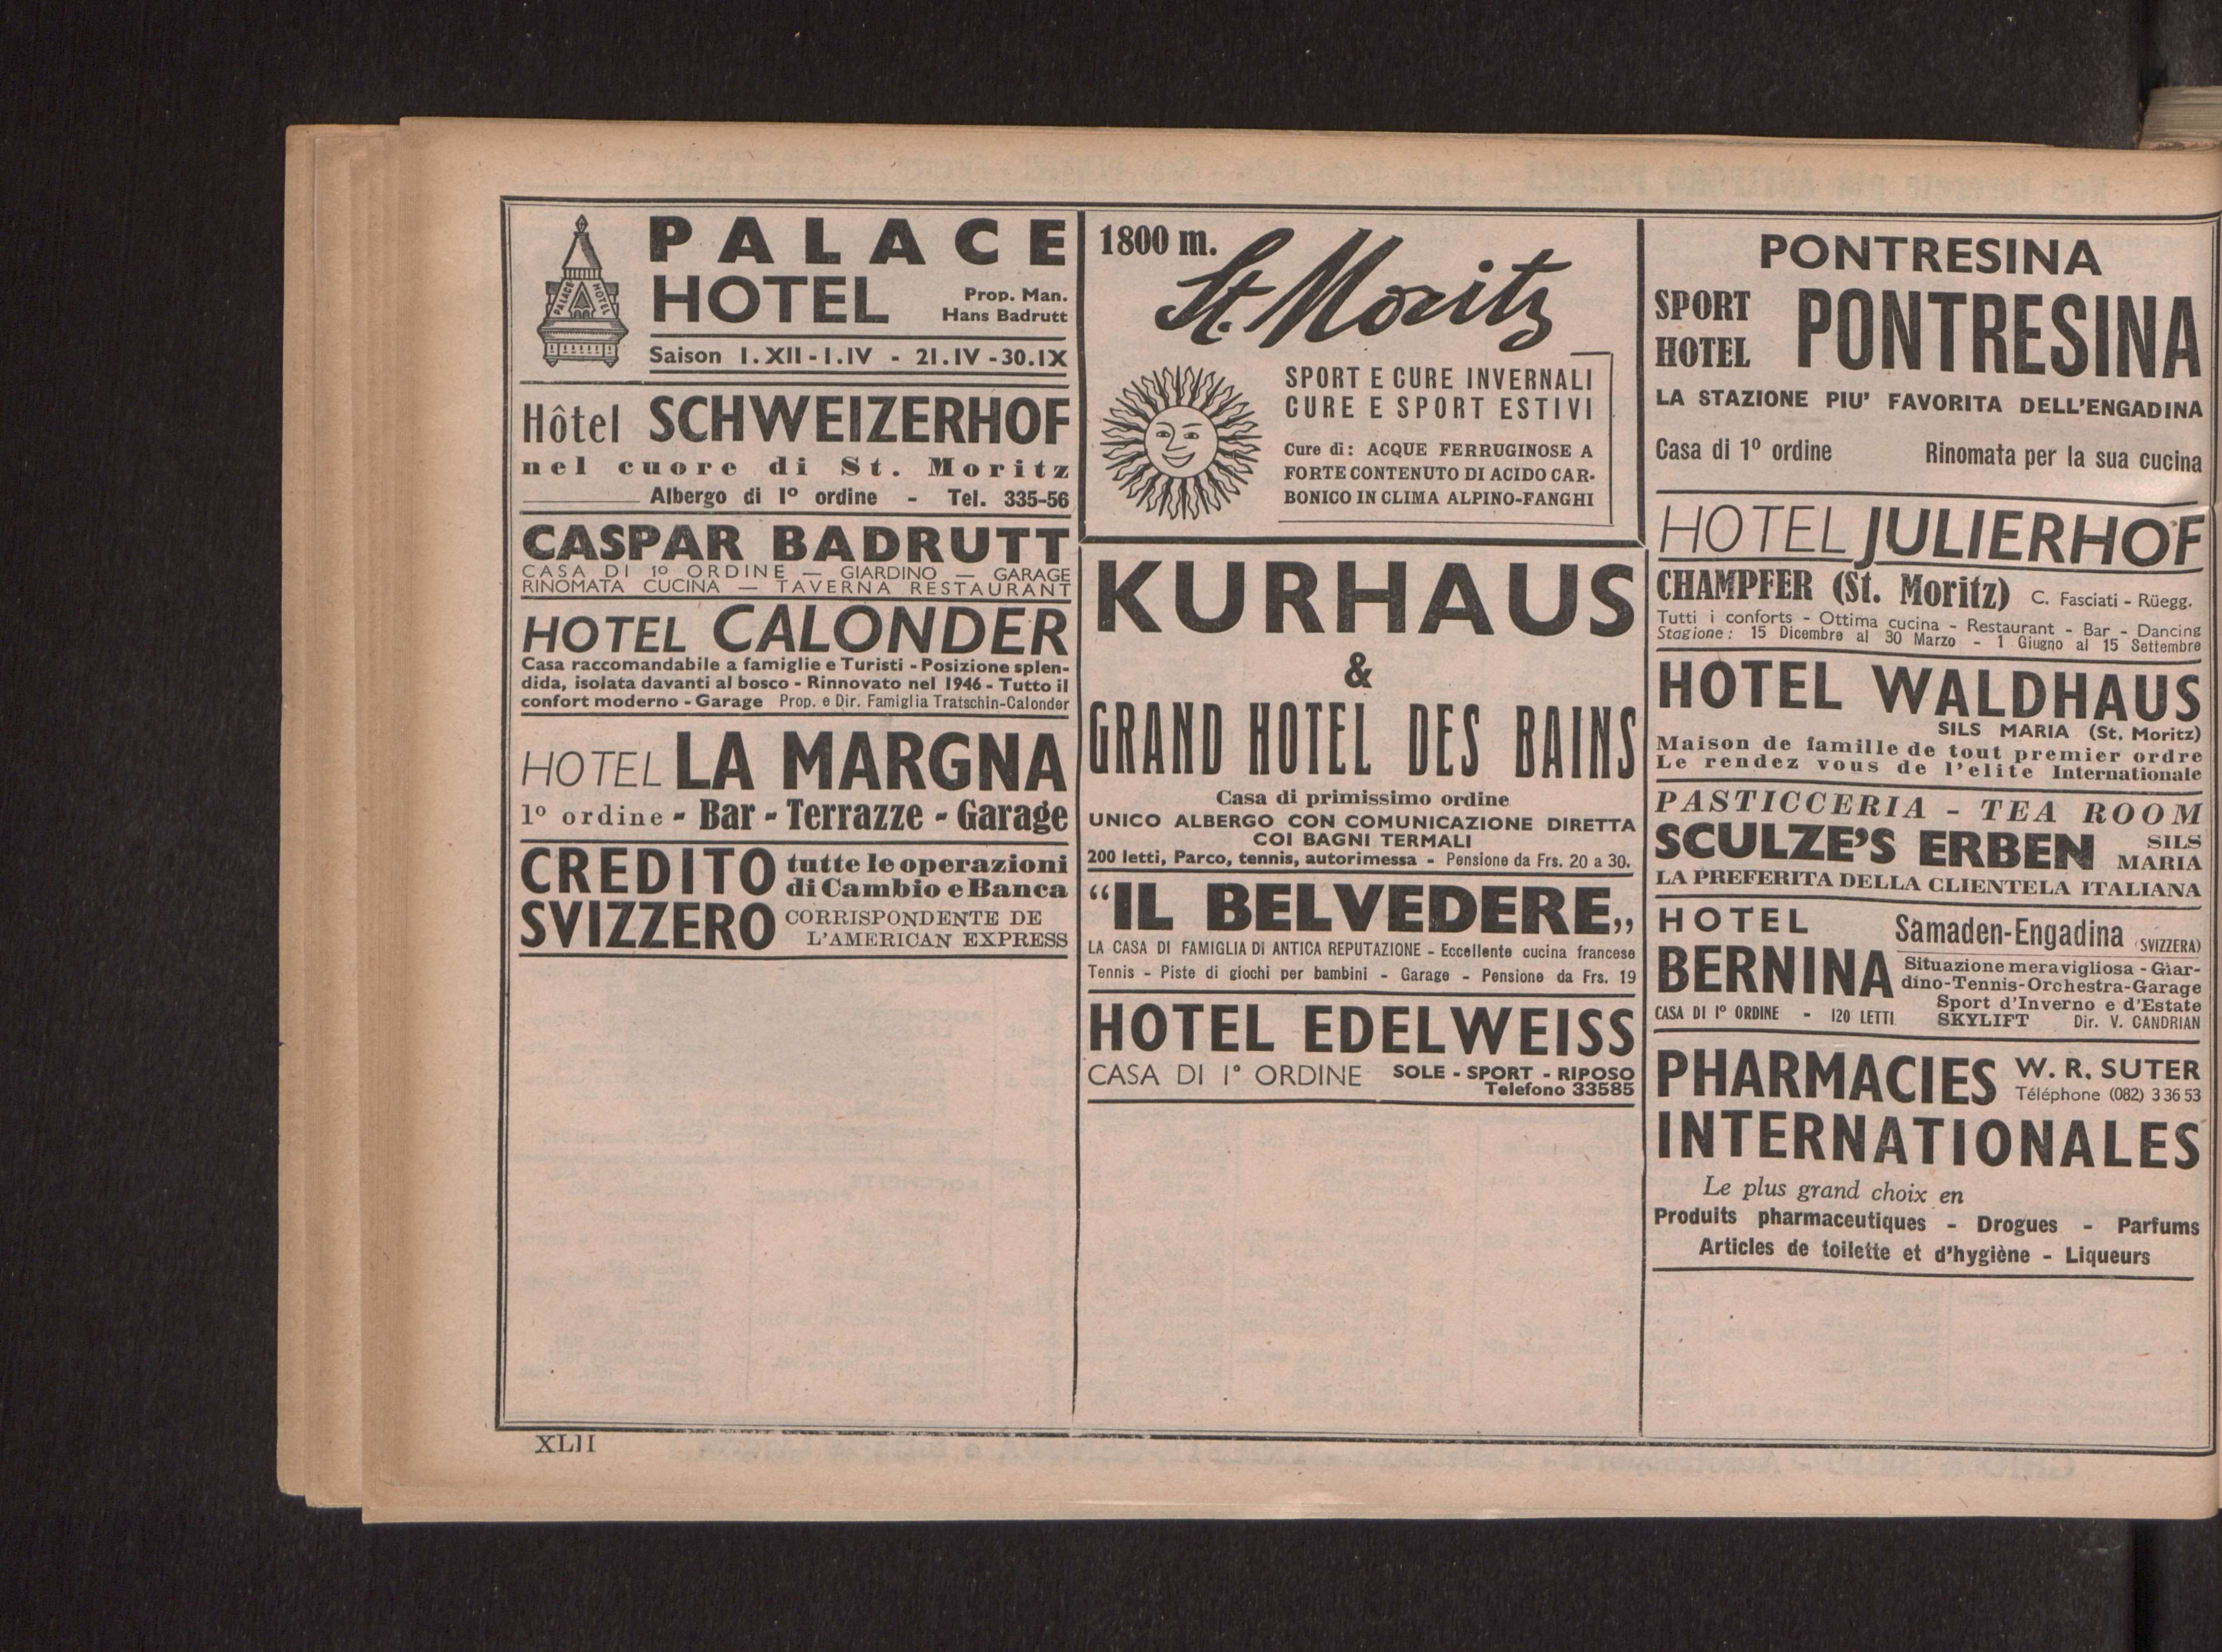 PALACE
HOTEL
Prop. Man.
Hans Badrutt
PALACE HOTEL
Saison 1.XII - 1.IV - 21.IV - 30.IX
Hôtel SCHWEIZERHOF
nel cuore di St. Moritz
Albergo di 1º ordine - Tel. 335-56
CASPAR BADRUTT
CASA DI 1º ORDINE — GIARDINO — GARAGE
RINOMATA CUCINA — TAVERNA RESTAURANT
HOTEL CALONDER
Casa raccomandabile a famiglie e Turisti - Posizione splen-
dida, isolata davanti al bosco - Rinnovato nel 1946 - Tutto il
confort moderno - Garage Prop. e Dir. Famiglia Tratschin-Calonder
HOTEL LA MARGNA
1º ordine - Bar - Terrazze - Garage
CREDITO
SVIZZERO
tutte le operazioni
di Cambio e Banca
CORRISPONDENTE DE
L'AMERICAN EXPRESS
1800 m.
St. Moritz
SPORT E CURE INVERNALI
CURE E SPORT ESTIVI
Cure di: ACQUE FERRUGINOSE A
FORTE CONTENUTO DI ACIDO CAR-
BONICO IN CLIMA ALPINO-FANGHI
KURHAUS
&
GRAND HOTEL DES BAINS
Casa di primissimo ordine
UNICO ALBERGO CON COMUNICAZIONE DIRETTA
COI BAGNI TERMALI
200 letti, Parco, tennis, autorimessa - Pensione da Frs. 20 a 30.
“IL BELVEDERE„
LA CASA DI FAMIGLIA DI ANTICA REPUTAZIONE - Eccellente cucina francese
Tennis - Piste di giochi per bambini - Garage - Pensione da Frs. 19
HOTEL EDELWEISS
CASA DI 1º ORDINE SOLE - SPORT - RIPOSO
Telefono 33585
PONTRESINA
SPORT
HOTEL
PONTRESINA
LA STAZIONE PIU' FAVORITA DELL'ENGADINA
Casa di 1º ordine Rinomata per la sua cucina
HOTEL JULIERHOF
CHAMPFER (St. Moritz) C. Fasciati - Rüegg.
Tutti i conforts - Ottima cucina - Restaurant - Bar - Dancing
Stagione: 15 Dicembre al 30 Marzo - 1 Giugno al 15 Settembre
HOTEL WALDHAUS
SILS MARIA (St. Moritz)
Maison de famille de tout premier ordre
Le rendez vous de l'elite Internationale
PASTICCERIA - TEA ROOM
SCULZE'S ERBEN SILS
MARIA
LA PREFERITA DELLA CLIENTELA ITALIANA
HOTEL
BERNINA
CASA DI 1º ORDINE - 120 LETTI
Samaden-Engadina (SVIZZERA)
Situazione meravigliosa - Giar-
dino-Tennis-Orchestra-Garage
Sport d'Inverno e d'Estate
SKYLIFT Dir. V. CANDRIAN
PHARMACIES W. R. SUTER
Téléphone (082) 3 36 53
INTERNATIONALES
Le plus grand choix en
Produits pharmaceutiques - Drogues - Parfums
Articles de toilette et d'hygiène - Liqueurs
XLII